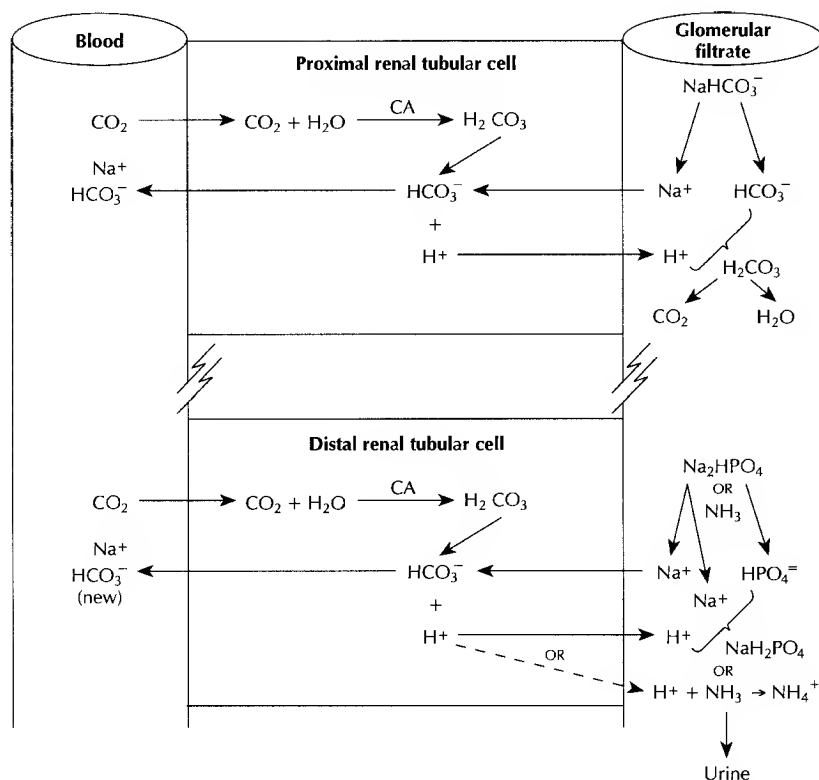 Blood
Glomerular
filtrate
Proximal renal tubular cell
NaHCO₃⁻
CO₂
CO₂ + H₂O
CA
H₂ CO₃
Na⁺
HCO₃⁻
HCO₃⁻
Na⁺
HCO₃⁻
+
H⁺
H⁺
H₂CO₃
CO₂
H₂O
Distal renal tubular cell
Na₂HPO₄
OR
NH₃
CO₂
CO₂ + H₂O
CA
H₂ CO₃
Na⁺
HCO₃⁻
(new)
HCO₃⁻
Na⁺
Na⁺
HPO₄⁼
+
H⁺
OR
H⁺
NaH₂PO₄
OR
H⁺ + NH₃ → NH₄⁺
Urine